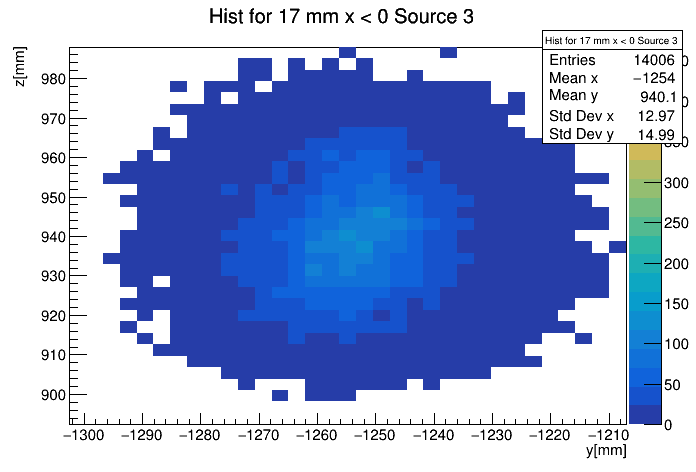 Hist for 17 mm x < 0 Source 3
z[mm]
Hist for 17 mm x < 0 Source 3
Entries 14006
Mean x −1254
Mean y 940.1
Std Dev x 12.97
Std Dev y 14.99
980
970
960
950
940
930
920
910
900
300
250
200
150
100
50
0
−1300 −1290 −1280 −1270 −1260 −1250 −1240 −1230 −1220 −1210
y[mm]